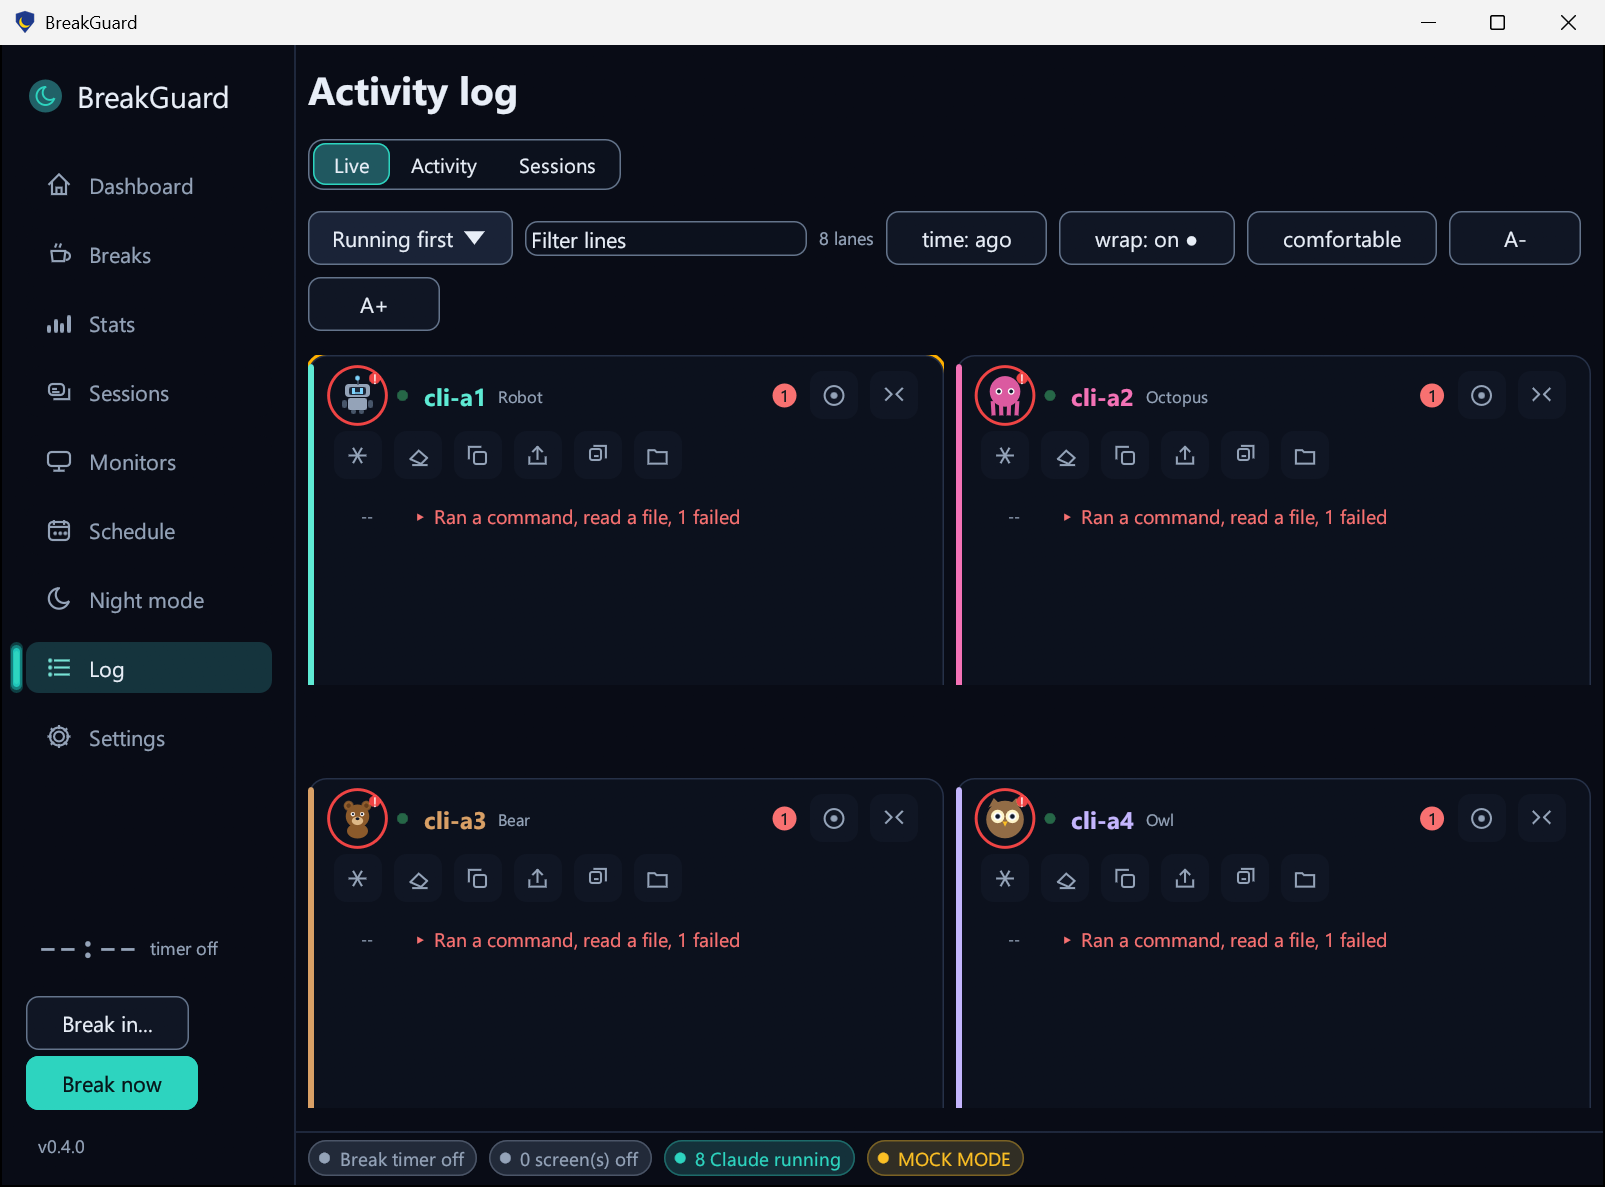 BreakGuard
BreakGuard
Dashboard
Breaks
Stats
Sessions
Monitors
Schedule
Night mode
Log
Settings
--:-- timer off
Break in...
Break now
v0.4.0
Activity log
Live Activity Sessions
Running first Filter lines 8 lanes time: ago wrap: on ● comfortable A-
A+
cli-a1 Robot 1
-- ▸ Ran a command, read a file, 1 failed
cli-a2 Octopus 1
-- ▸ Ran a command, read a file, 1 failed
cli-a3 Bear 1
-- ▸ Ran a command, read a file, 1 failed
cli-a4 Owl 1
-- ▸ Ran a command, read a file, 1 failed
Break timer off 0 screen(s) off 8 Claude running MOCK MODE